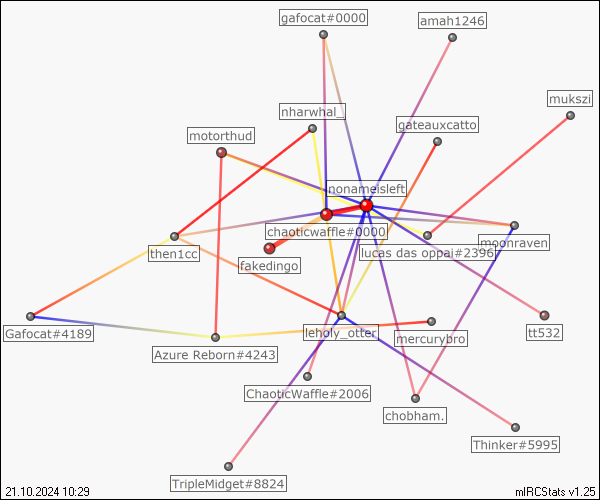 gafocat#0000
amah1246
mukszi
nharwhal_
gateauxcatto
motorthud
nonameisleft
chaoticwaffle#0000
moonraven
lucas das oppai#2396
then1cc
fakedingo
Gafocat#4189
leholy_otter
mercurybro
tt532
Azure Reborn#4243
ChaoticWaffle#2006
chobham.
Thinker#5995
TripleMidget#8824
21.10.2024 10:29
mIRCStats v1.25